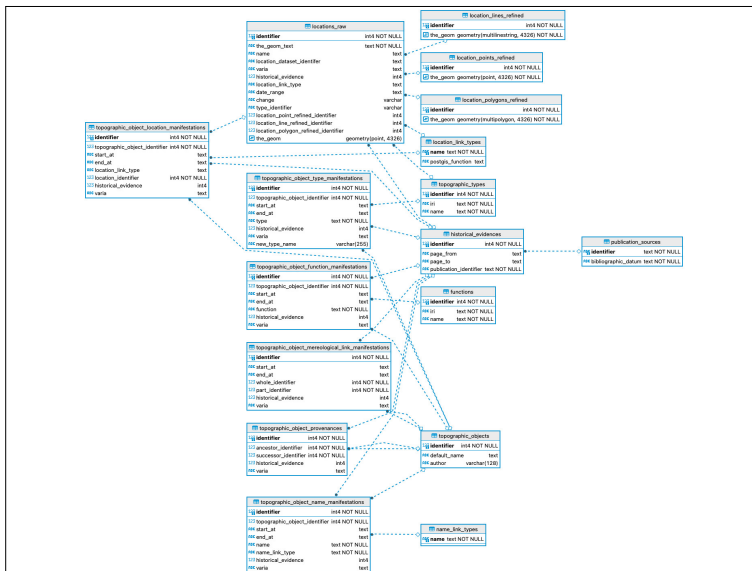 locations_raw
identifier int4 NOT NULL
the_geom_text text NOT NULL
name text
location_dataset_identifer text
varia text
historical_evidence int4
location_link_type text
date_range text
change varchar
type_identifier varchar
location_point_refined_identifier int4
location_line_refined_identifier int4
location_polygon_refined_identifier int4
the_geom geometry(point, 4326)
location_lines_refined
identifier int4 NOT NULL
the_geom geometry(multilinestring, 4326) NOT NULL
location_points_refined
identifier int4 NOT NULL
the_geom geometry(point, 4326) NOT NULL
location_polygons_refined
identifier int4 NOT NULL
the_geom geometry(multipolygon, 4326) NOT NULL
topographic_object_location_manifestations
identifier int4 NOT NULL
topographic_object_identifier int4 NOT NULL
start_at text
end_at text
location_link_type text
location_identifier int4 NOT NULL
historical_evidence int4
varia text
location_link_types
name text NOT NULL
postgis_function text
topographic_object_type_manifestations
identifier int4 NOT NULL
topographic_object_identifier int4 NOT NULL
start_at text
end_at text
type text NOT NULL
historical_evidence int4
varia text
new_type_name varchar(255)
topographic_types
identifier int4 NOT NULL
iri text NOT NULL
name text NOT NULL
historical_evidences
identifier int4 NOT NULL
page_from text
page_to text
publication_identifier text NOT NULL
publication_sources
identifier text NOT NULL
bibliographic_datum text NOT NULL
topographic_object_function_manifestations
identifier int4 NOT NULL
topographic_object_identifier int4 NOT NULL
start_at text
end_at text
function text NOT NULL
historical_evidence int4
varia text
functions
identifier int4 NOT NULL
iri text NOT NULL
name text NOT NULL
topographic_object_mereological_link_manifestations
identifier int4 NOT NULL
start_at text
end_at text
whole_identifier int4 NOT NULL
part_identifier int4 NOT NULL
historical_evidence int4
varia text
topographic_object_provenances
identifier int4 NOT NULL
ancestor_identifier int4 NOT NULL
successor_identifier int4 NOT NULL
historical_evidence int4
varia text
topographic_objects
identifier int4 NOT NULL
default_name text
author varchar(128)
topographic_object_name_manifestations
identifier int4 NOT NULL
topographic_object_identifier int4 NOT NULL
start_at text
end_at text
name text NOT NULL
name_link_type text NOT NULL
historical_evidence int4
varia text
name_link_types
name text NOT NULL